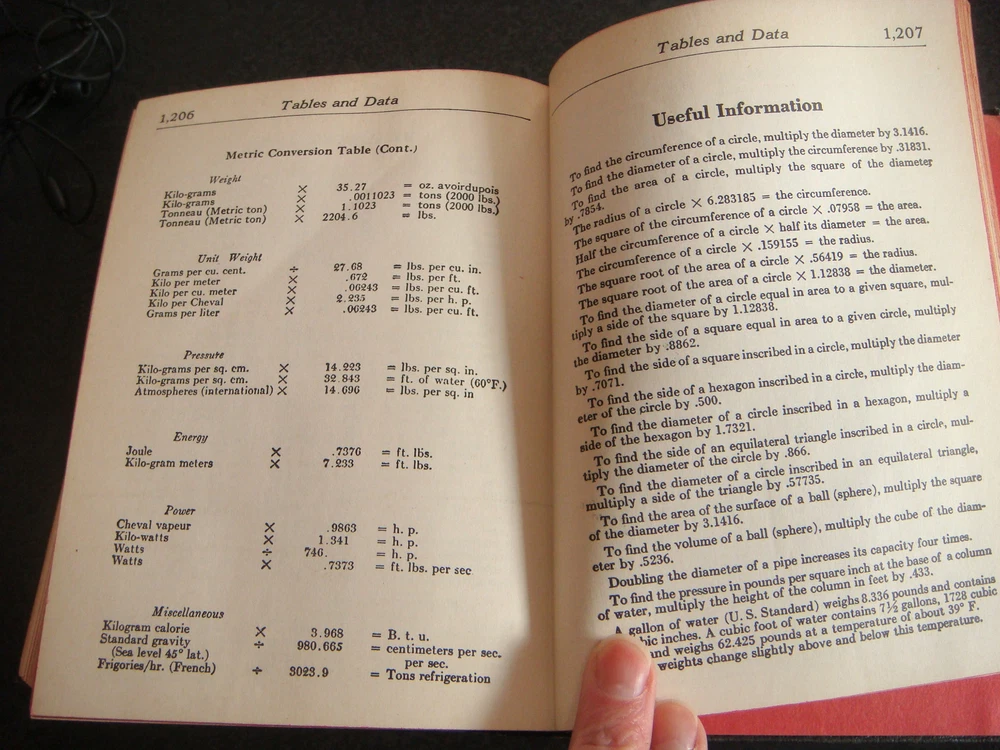 1,206
Tables and Data
Metric Conversion Table (Cont.)
Weight
Kilo-grams × 35.27 = oz. avoirdupois
Kilo-grams × .0011023 = tons (2000 lbs.)
Tonneau (Metric ton) × 1.1023 = tons (2000 lbs.)
Tonneau (Metric ton) × 2204.6 = lbs.
Unit Weight
Grams per cu. cent. ÷ 27.68 = lbs. per cu. in.
Kilo per meter × .672 = lbs. per ft.
Kilo per cu. meter × .06243 = lbs. per cu. ft.
Kilo per Cheval × 2.235 = lbs. per h. p.
Grams per liter × .06243 = lbs. per cu. ft.
Pressure
Kilo-grams per sq. cm. × 14.223 = lbs. per sq. in.
Kilo-grams per sq. cm. × 32.843 = ft. of water (60°F.)
Atmospheres (international) × 14.696 = lbs. per sq. in
Energy
Joule × .7376 = ft. lbs.
Kilo-gram meters × 7.233 = ft. lbs.
Power
Cheval vapeur × .9863 = h. p.
Kilo-watts × 1.341 = h. p.
Watts ÷ 746. = h. p.
Watts × .7373 = ft. lbs. per sec
Miscellaneous
Kilogram calorie × 3.968 = B. t. u.
Standard gravity ÷ 980.665 = centimeters per sec.
(Sea level 45° lat.) per sec.
Frigories/hr. (French) ÷ 3023.9 = Tons refrigeration
Tables and Data
1,207
Useful Information
To find the circumference of a circle, multiply the diameter by 3.1416.
To find the diameter of a circle, multiply the circumference by .31831.
To find the area of a circle, multiply the square of the diameter
by .7854.
The radius of a circle × 6.283185 = the circumference.
The square of the circumference of a circle × .07958 = the area.
Half the circumference of a circle × half its diameter = the area.
The circumference of a circle × .159155 = the radius.
The square root of the area of a circle × .56419 = the radius.
The square root of the area of a circle × 1.12838 = the diameter.
To find the diameter of a circle equal in area to a given square, mul-
tiply a side of the square by 1.12838.
To find the side of a square equal in area to a given circle, multiply
the diameter by .8862.
To find the side of a square inscribed in a circle, multiply the diameter
by .7071.
To find the side of a hexagon inscribed in a circle, multiply the diam-
eter of the circle by .500.
To find the diameter of a circle inscribed in a hexagon, multiply a
side of the hexagon by 1.7321.
To find the side of an equilateral triangle inscribed in a circle, mul-
tiply the diameter of the circle by .866.
To find the diameter of a circle inscribed in an equilateral triangle,
multiply a side of the triangle by .57735.
To find the area of the surface of a ball (sphere), multiply the square
of the diameter by 3.1416.
To find the volume of a ball (sphere), multiply the cube of the diam-
eter by .5236.
Doubling the diameter of a pipe increases its capacity four times.
To find the pressure in pounds per square inch at the base of a column
of water, multiply the height of the column in feet by .433.
A gallon of water (U. S. Standard) weighs 8.336 pounds and contains
inches. A cubic foot of water contains 7½ gallons, 1728 cubic
and weighs 62.425 pounds at a temperature of about 39° F.
weights change slightly above and below this temperature.